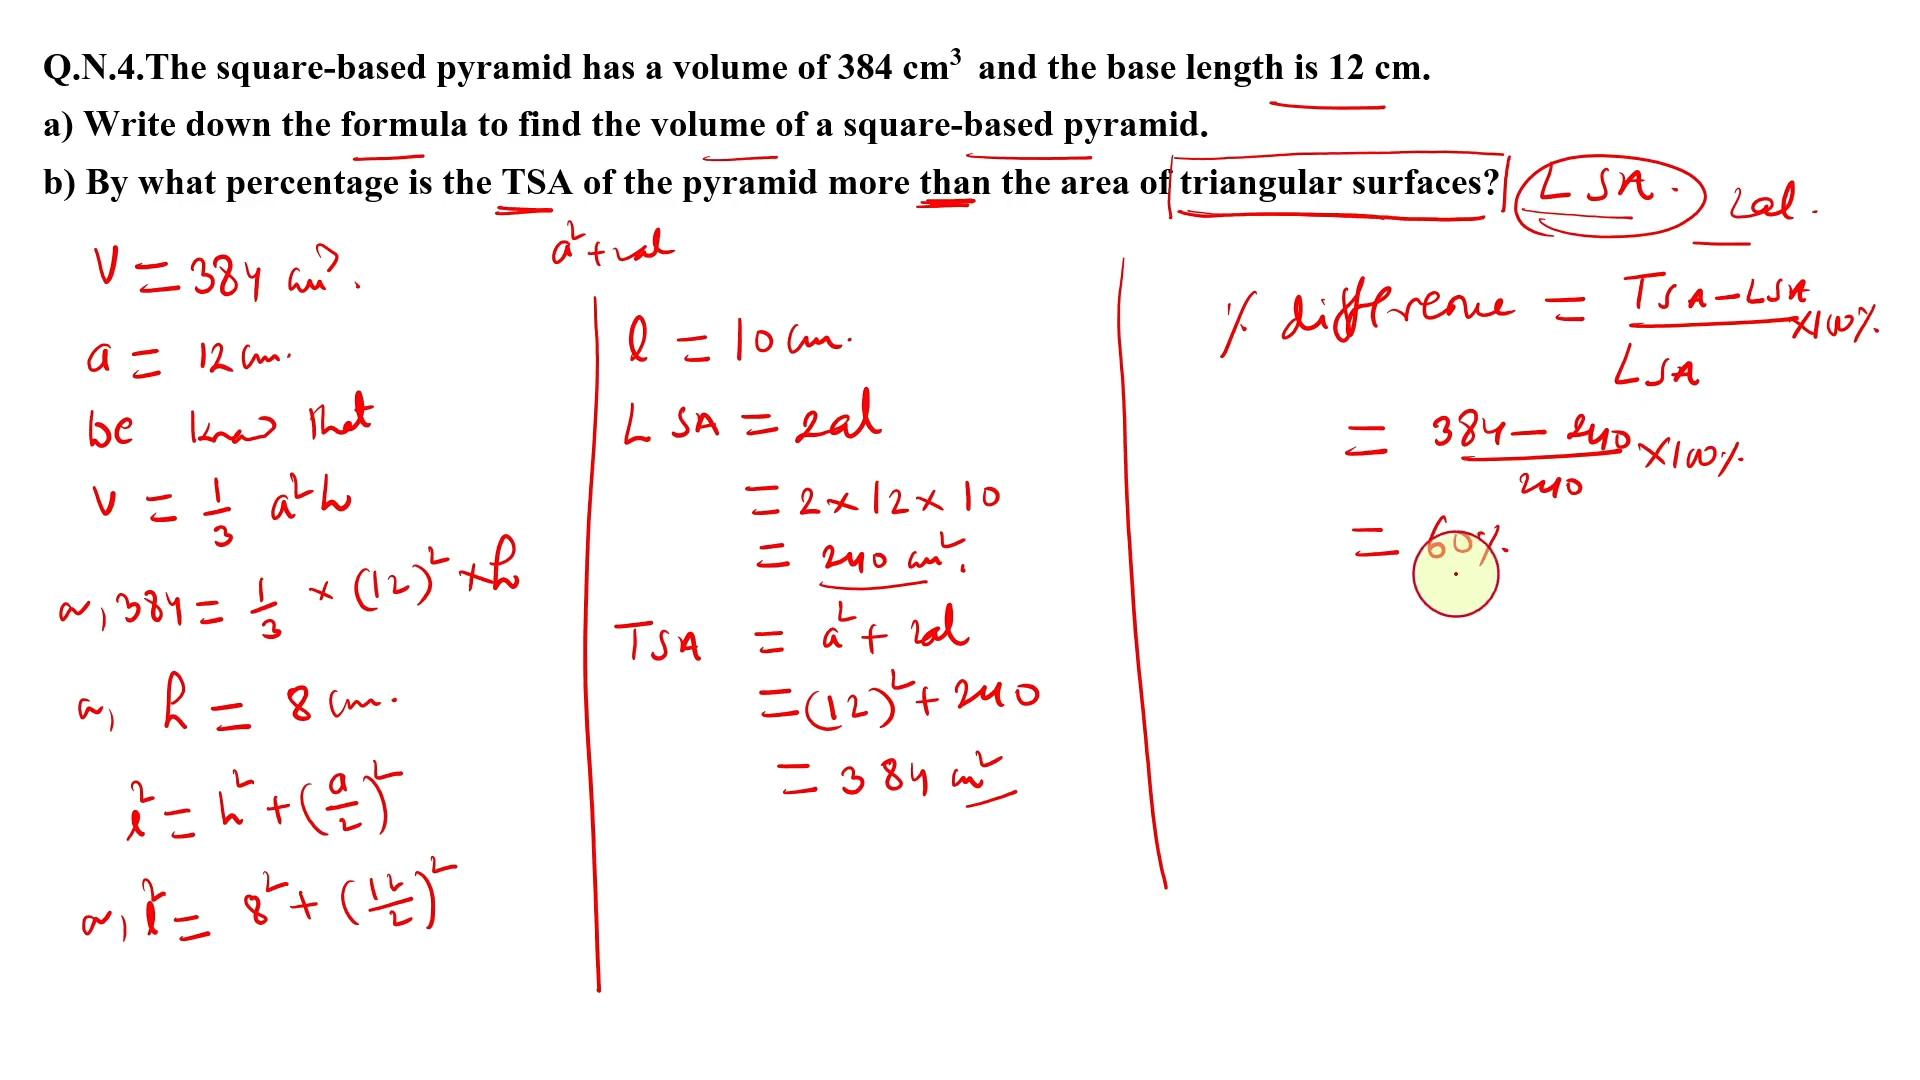 Q.N.4.The square-based pyramid has a volume of 384 cm³ and the base length is 12 cm.
a) Write down the formula to find the volume of a square-based pyramid.
b) By what percentage is the TSA of the pyramid more than the area of triangular surfaces? LSA. 2al.
a²+2al
V = 384 cm³.
a = 12 cm.
be know that
v = 1/3 a²h
or, 384 = 1/3 × (12)² × h
or, h = 8 cm.
l² = h² + (a/2)²
or, l² = 8² + (12/2)²
l = 10 cm.
LSA = 2al
= 2×12×10
= 240 cm².
TSA = a² + 2al
= (12)² + 240
= 384 cm²
% difference = TSA-LSA/LSA ×100%.
= 384-240/240 ×100%.
= 60%.